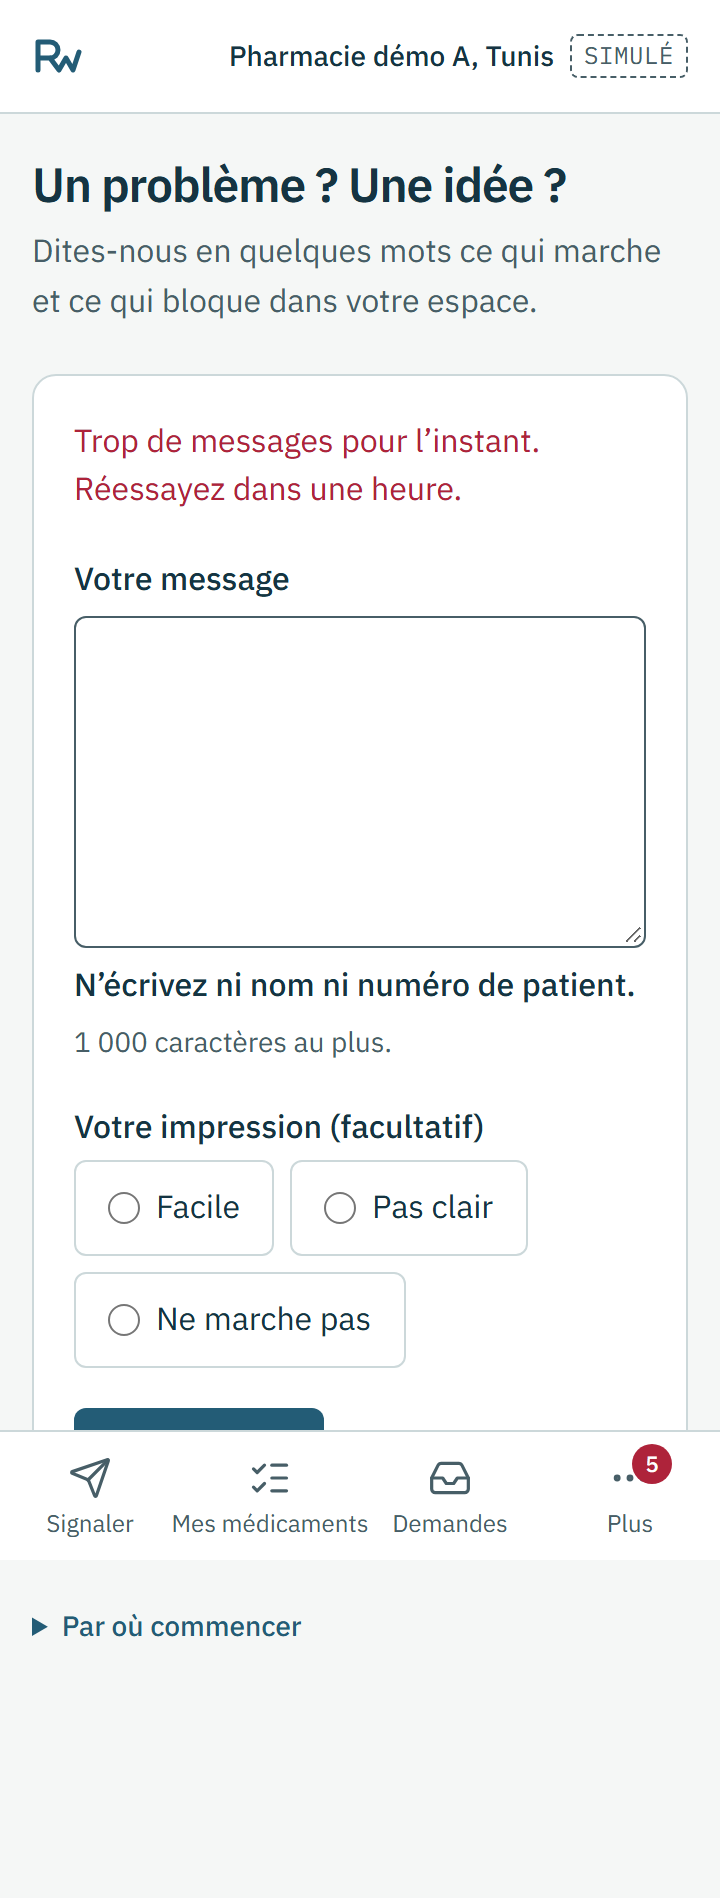 Rw
Pharmacie démo A, Tunis SIMULÉ
Un problème ? Une idée ?
Dites-nous en quelques mots ce qui marche
et ce qui bloque dans votre espace.
Trop de messages pour l’instant.
Réessayez dans une heure.
Votre message
N’écrivez ni nom ni numéro de patient.
1 000 caractères au plus.
Votre impression (facultatif)
Facile Pas clair
Ne marche pas
5
Signaler Mes médicaments Demandes Plus
Par où commencer